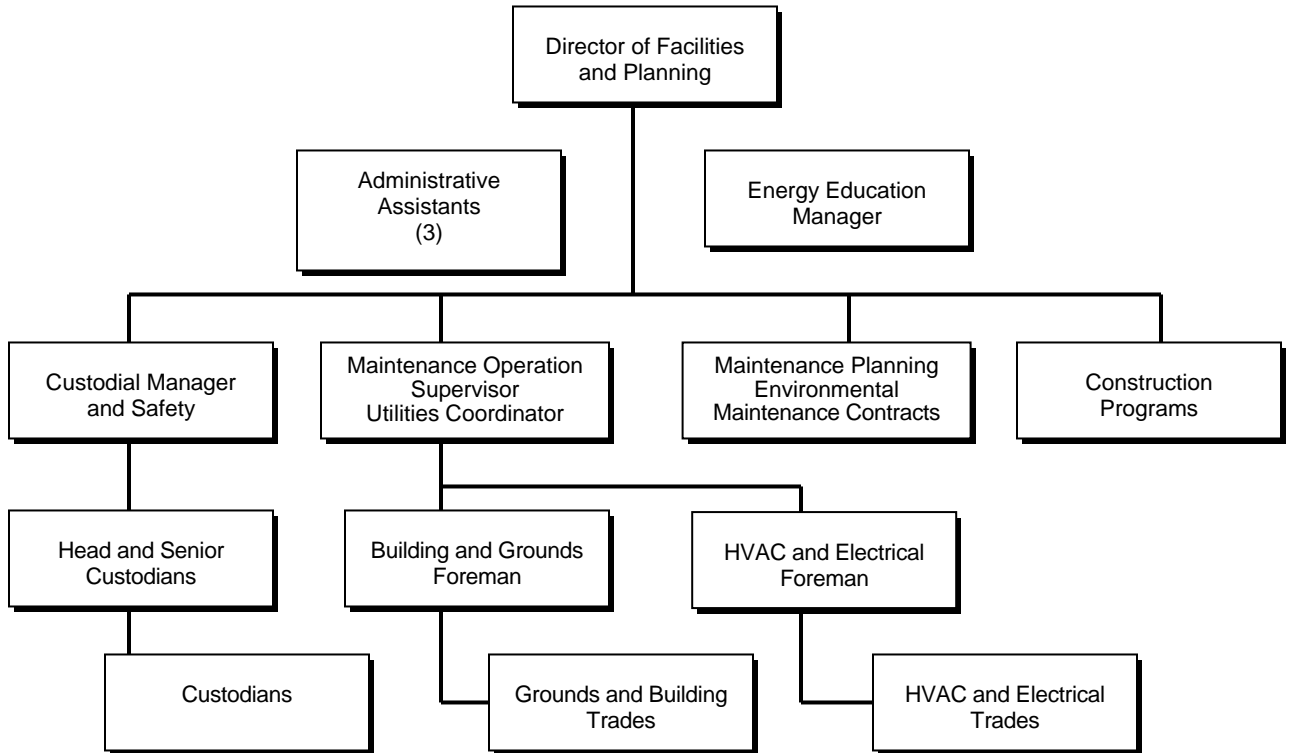 Director of Facilities
and Planning
Administrative
Assistants
(3)
Energy Education
Manager
Custodial Manager
and Safety
Maintenance Operation
Supervisor
Utilities Coordinator
Maintenance Planning
Environmental
Maintenance Contracts
Construction
Programs
Head and Senior
Custodians
Building and Grounds
Foreman
HVAC and Electrical
Foreman
Custodians
Grounds and Building
Trades
HVAC and Electrical
Trades